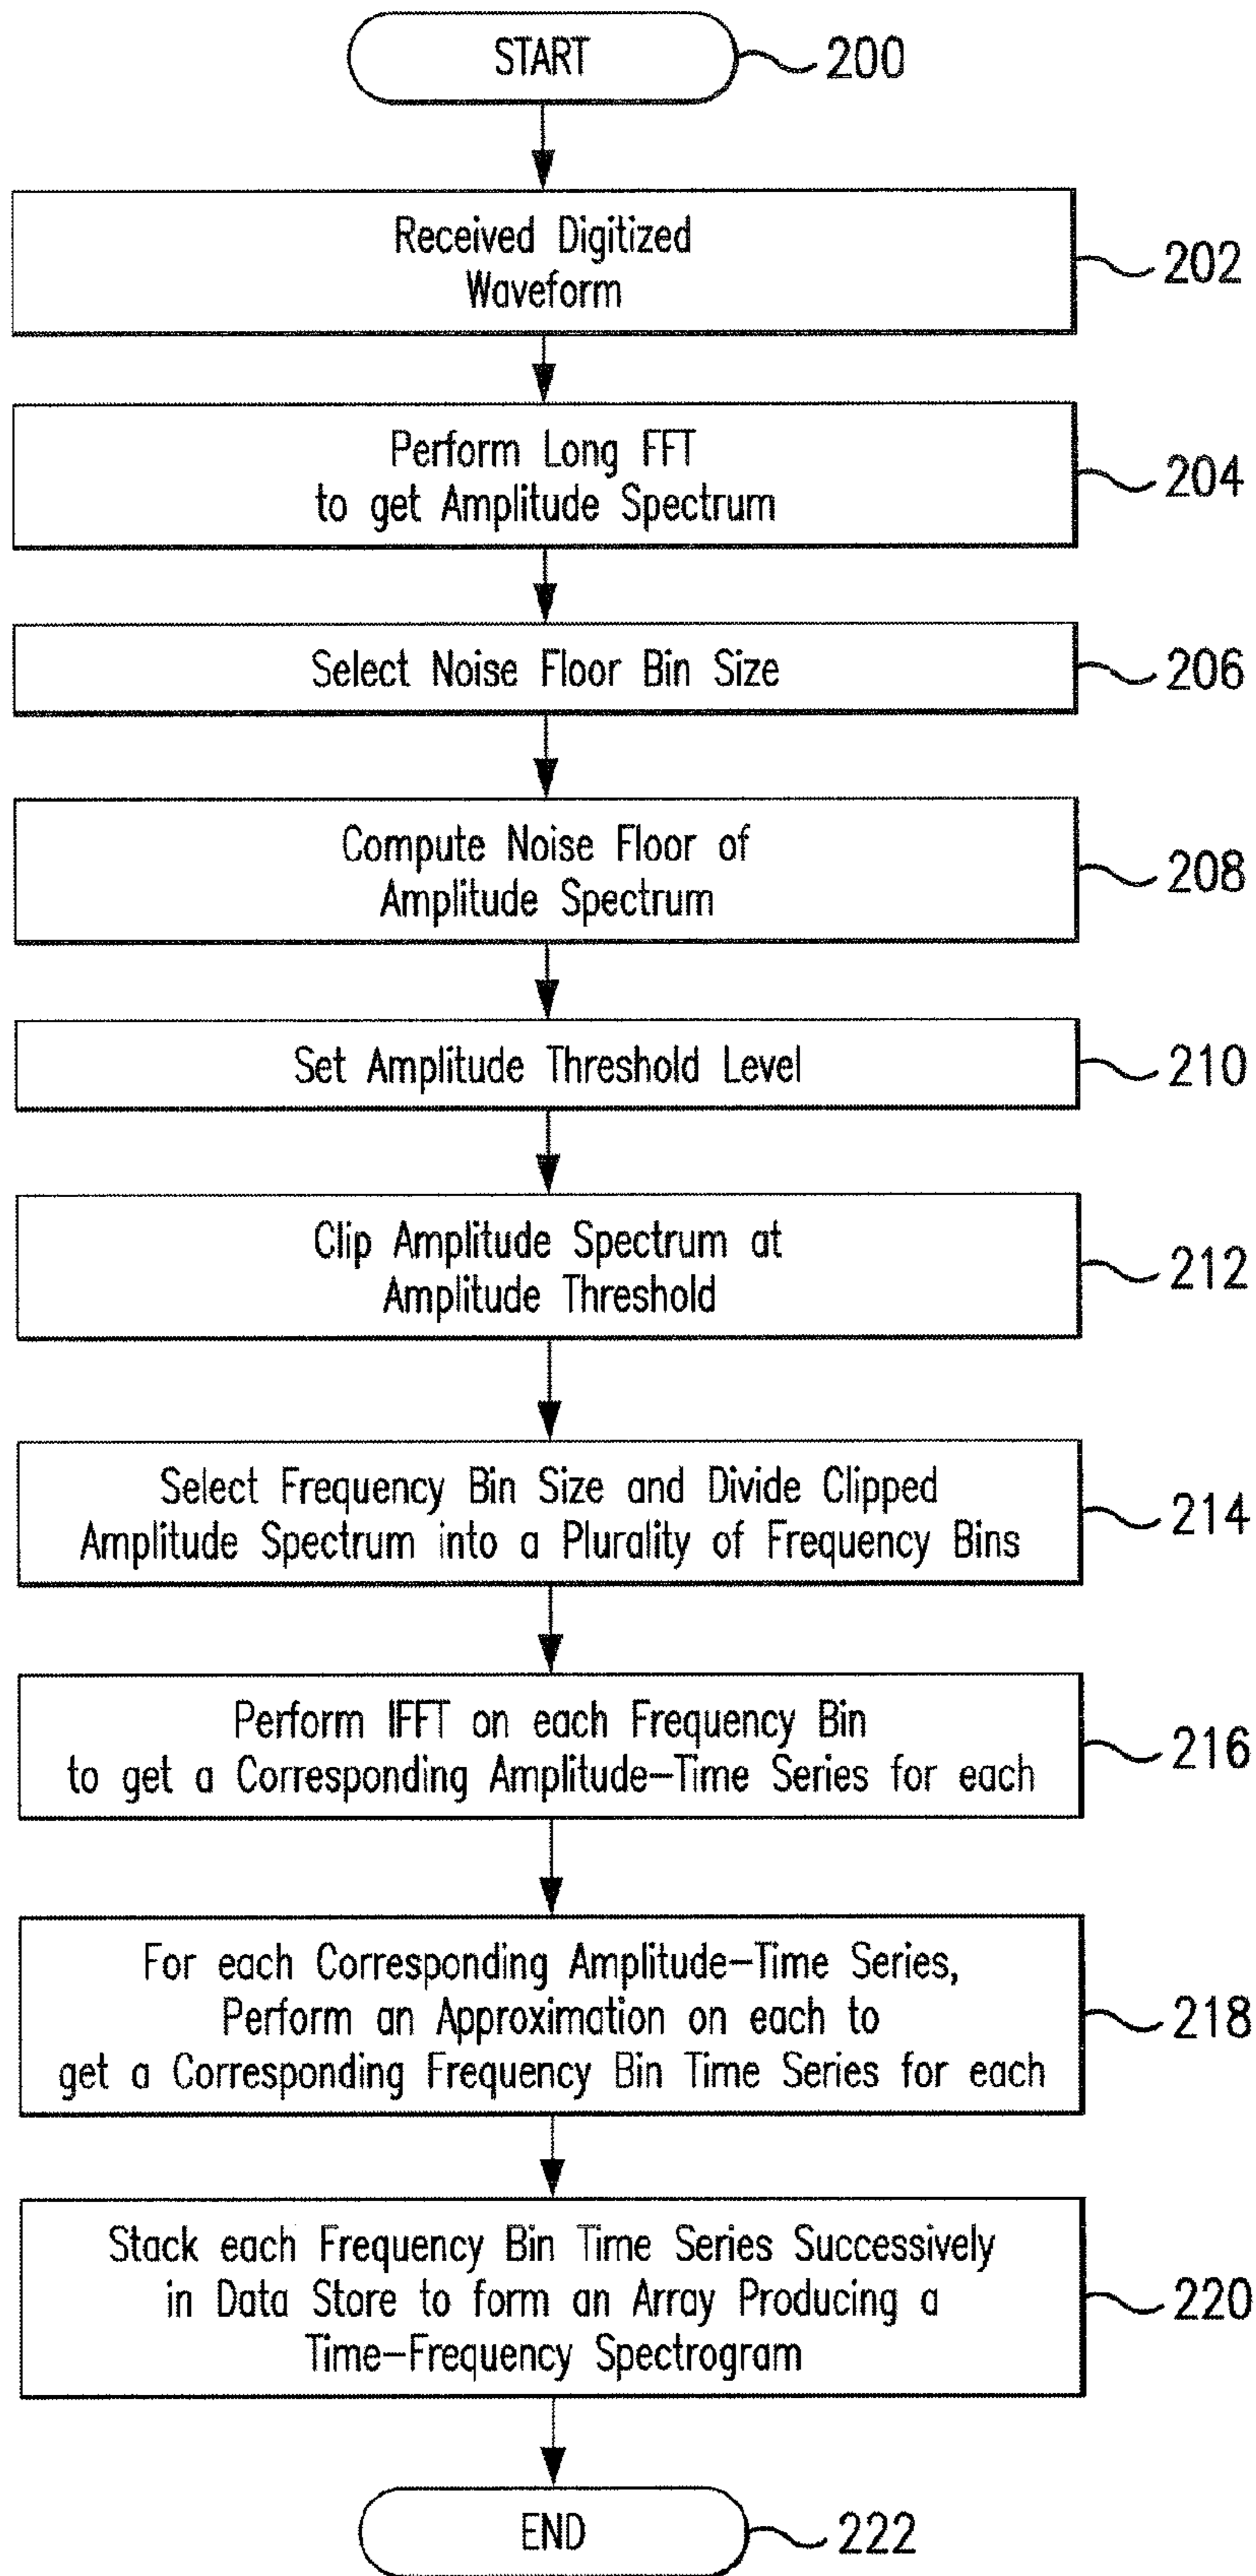 START
200
Received Digitized
Waveform
202
Perform Long FFT
to get Amplitude Spectrum
204
Select Noise Floor Bin Size
206
Compute Noise Floor of
Amplitude Spectrum
208
Set Amplitude Threshold Level
210
Clip Amplitude Spectrum at
Amplitude Threshold
212
Select Frequency Bin Size and Divide Clipped
Amplitude Spectrum into a Plurality of Frequency Bins
214
Perform IFFT on each Frequency Bin
to get a Corresponding Amplitude-Time Series for each
216
For each Corresponding Amplitude-Time Series,
Perform an Approximation on each to
get a Corresponding Frequency Bin Time Series for each
218
Stack each Frequency Bin Time Series Successively
in Data Store to form an Array Producing a
Time-Frequency Spectrogram
220
END
222